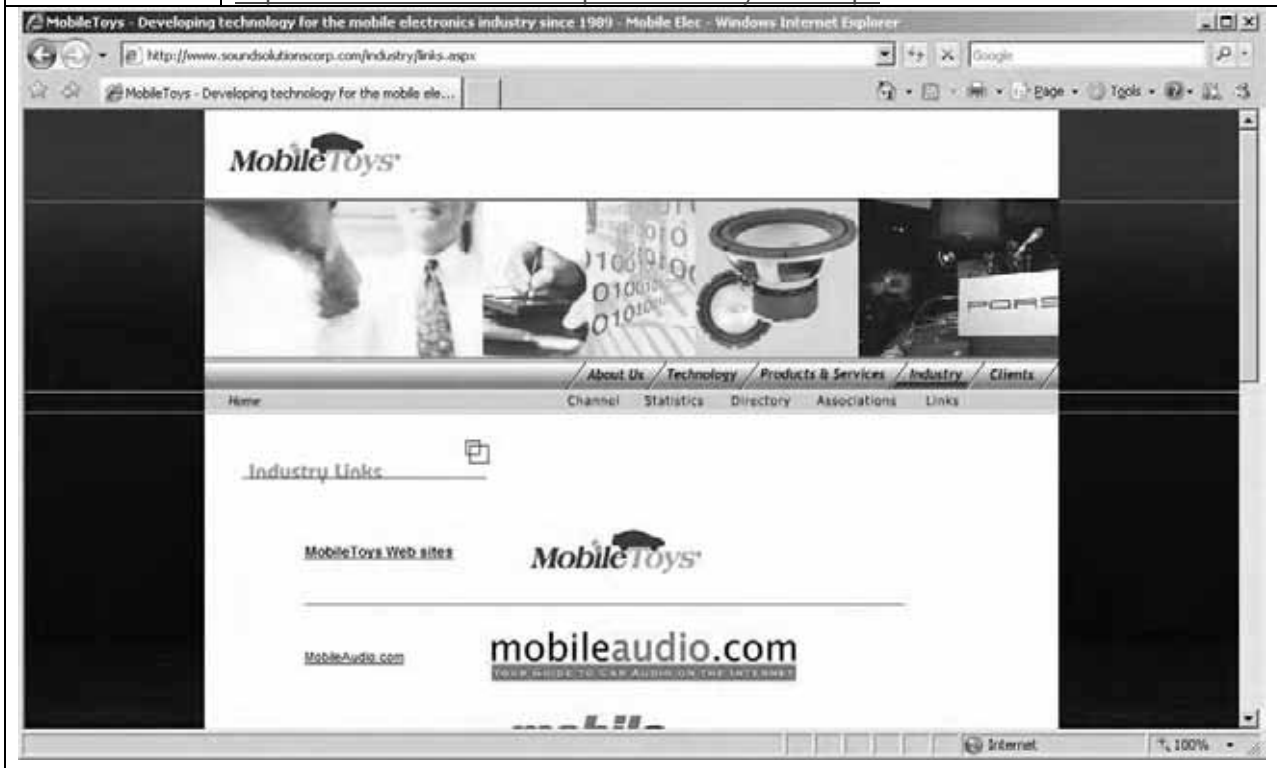 MobileToys - Developing technology for the mobile electronics industry since 1989 - Mobile Elec - Windows Internet Explorer
http://www.soundsolutionscorp.com/industry/links.aspx
Google
MobileToys - Developing technology for the mobile ele...
Page Tools
MobileToys
PORS
About Us Technology Products & Services Industry Clients
Home Channel Statistics Directory Associations Links
Industry Links
MobileToys Web sites MobileToys
mobileaudio.com
MobileAudio.com
YOUR GUIDE TO CAR AUDIO ON THE INTERNET
Internet 100%